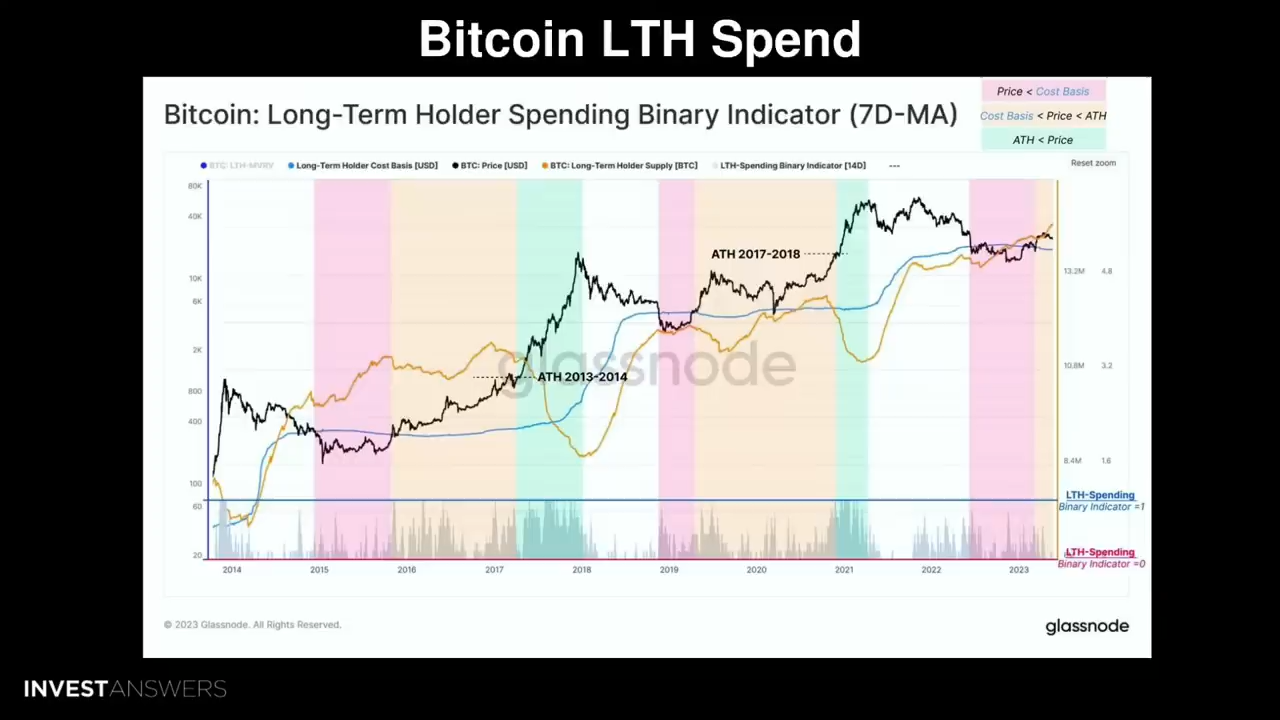 Bitcoin LTH Spend
Bitcoin: Long-Term Holder Spending Binary Indicator (7D-MA)
Price < Cost Basis
Cost Basis < Price < ATH
ATH < Price
BTC: LTH-MVRV
Long-Term Holder Cost Basis [USD]
BTC: Price [USD]
BTC: Long-Term Holder Supply [BTC]
LTH-Spending Binary Indicator [14D]
---
Reset zoom
80K
40K
10K
6K
2K
800
400
100
60
20
ATH 2017-2018
ATH 2013-2014
glassnode
13.2M 4.8
10.8M 3.2
8.4M 1.6
LTH-Spending
Binary Indicator =1
LTH-Spending
Binary Indicator =0
2014 2015 2016 2017 2018 2019 2020 2021 2022 2023
© 2023 Glassnode. All Rights Reserved.
glassnode
INVESTANSWERS